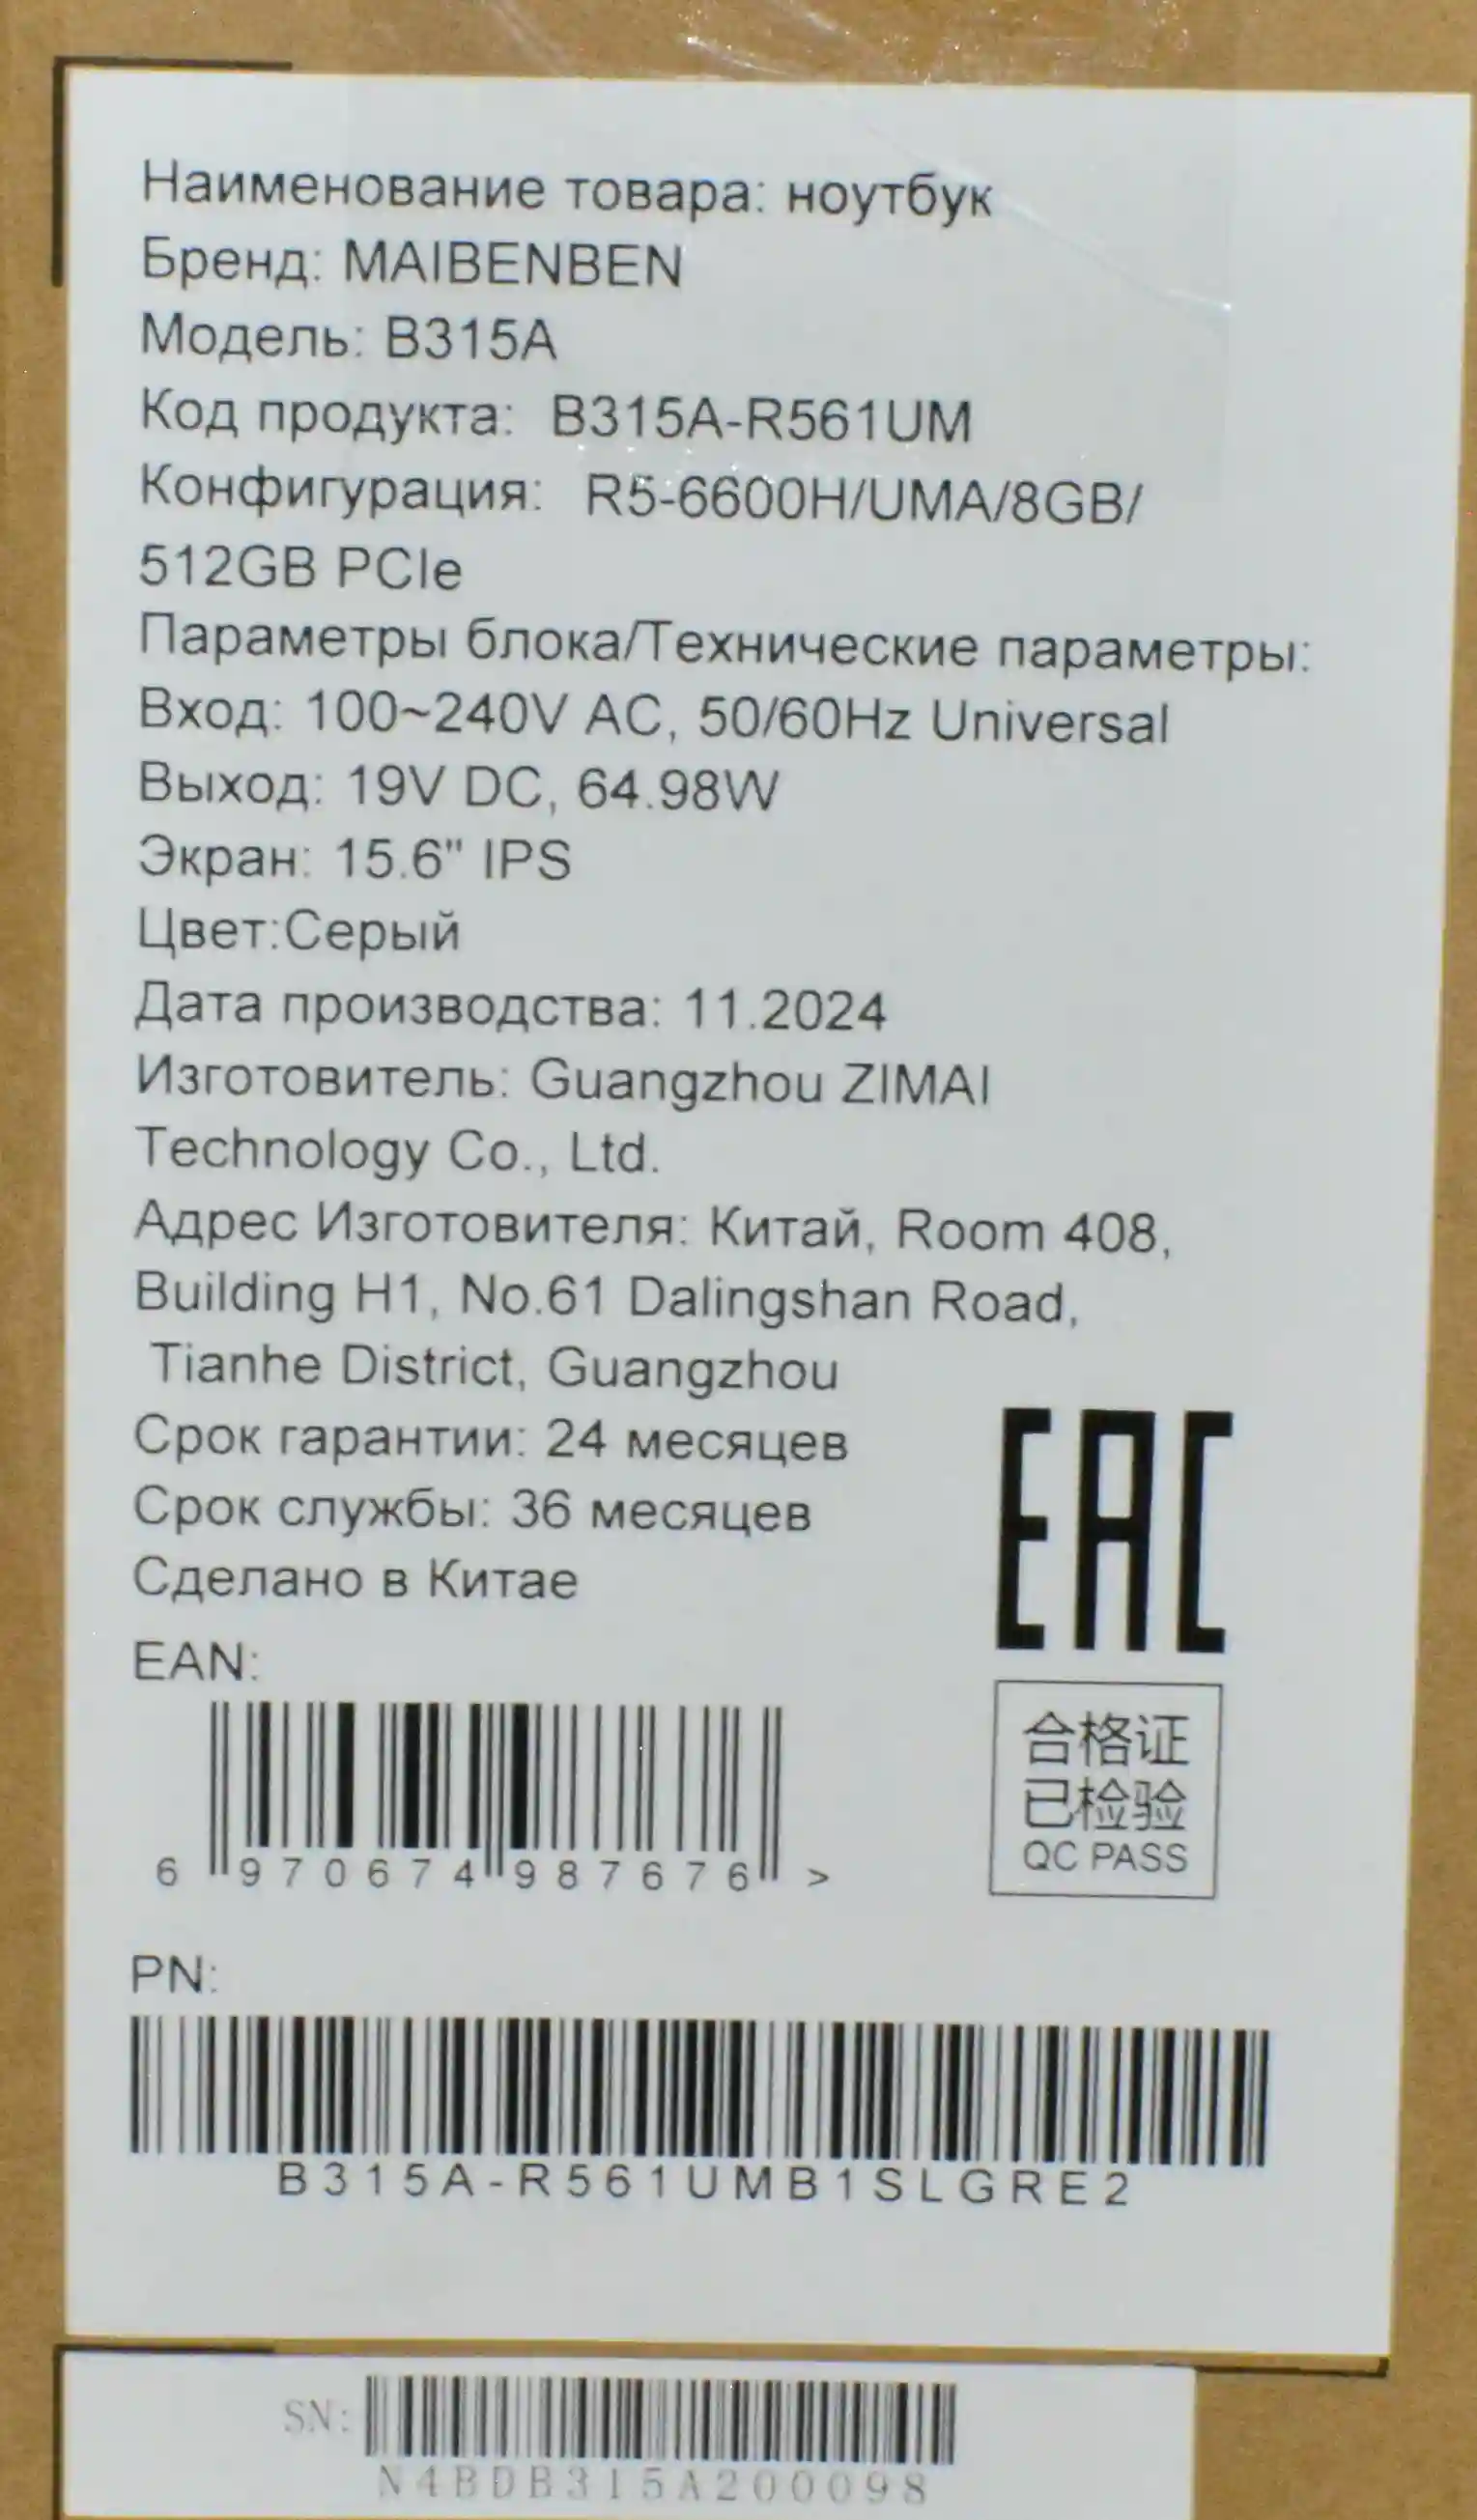 Наименование товара: ноутбук
Бренд: MAIBENBEN
Модель: B315A
Код продукта: B315A-R561UM
Конфигурация: R5-6600H/UMA/8GB/
512GB PCIe
Параметры блока/Технические параметры:
Вход: 100~240V AC, 50/60Hz Universal
Выход: 19V DC, 64.98W
Экран: 15.6" IPS
Цвет:Серый
Дата производства: 11.2024
Изготовитель: Guangzhou ZIMAI
Technology Co., Ltd.
Адрес Изготовителя: Китай, Room 408,
Building H1, No.61 Dalingshan Road,
Tianhe District, Guangzhou
Срок гарантии: 24 месяцев
Срок службы: 36 месяцев
Сделано в Китае
EAC
EAN:
6 970674 987676 >
合格证
已检验
QC PASS
PN:
B315A-R561UMB1SLGRE2
SN:
N4BDB315A200098